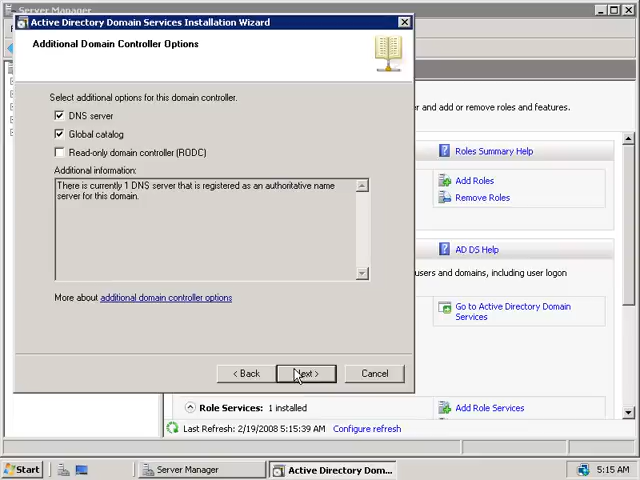 Server Manager
Active Directory Domain Services Installation Wizard
Additional Domain Controller Options
Select additional options for this domain controller.
DNS server
Global catalog
Read-only domain controller (RODC)
Additional information:
There is currently 1 DNS server that is registered as an authoritative name
server for this domain.
More about additional domain controller options
< Back
>
Cancel
er and add or remove roles and features.
Roles Summary Help
Add Roles
Remove Roles
AD DS Help
users and domains, including user logon
Go to Active Directory Domain
Services
Role Services: 1 installed
Add Role Services
Last Refresh: 2/19/2008 5:15:39 AM Configure refresh
Start
Server Manager
Active Directory Dom...
5:15 AM